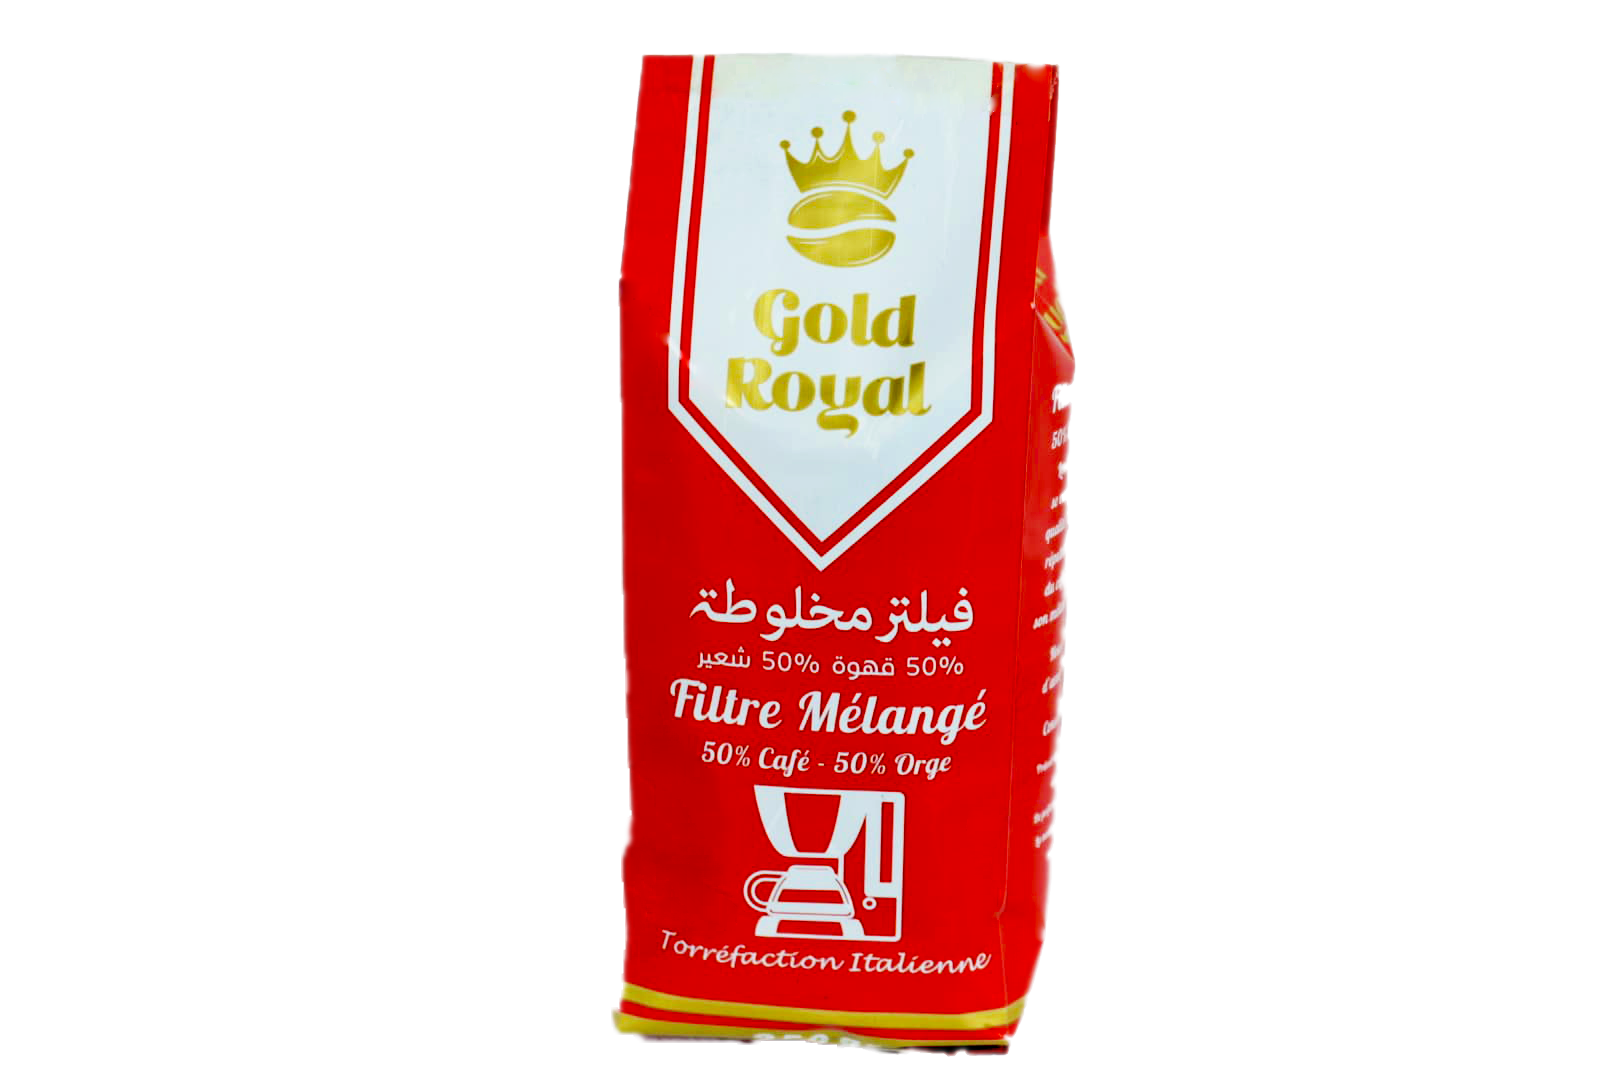 Gold
Royal
فيلتر مخلوطة
50% قهوة 50% شعير
Filtre Mélangé
50% Café - 50% Orge
Torréfaction Italienne